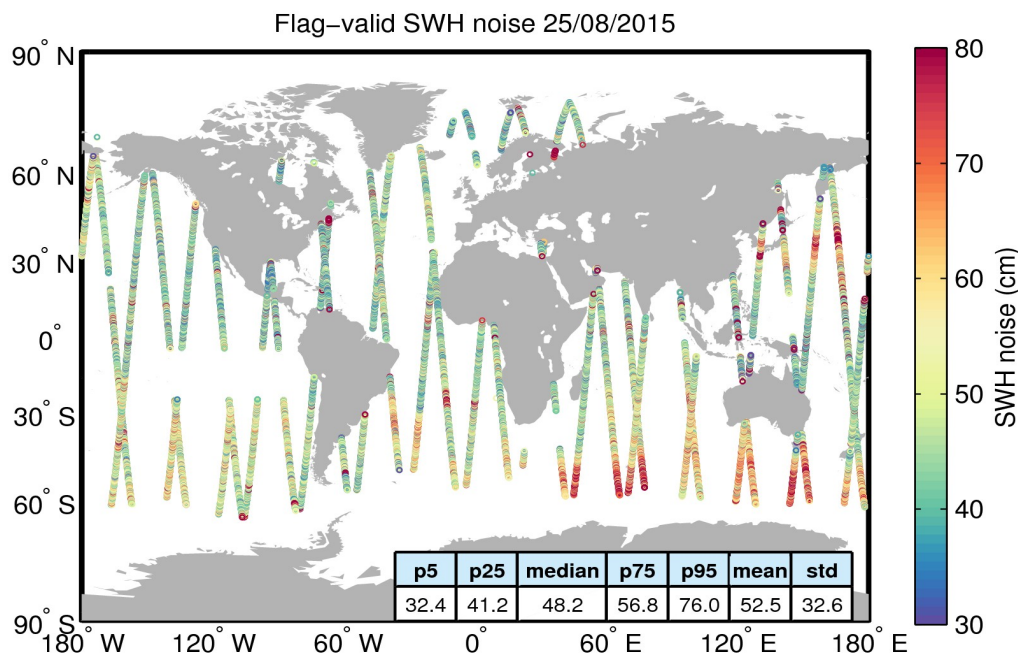 Flag−valid SWH noise 25/08/2015
90° N
60° N
30° N
0°
30° S
60° S
90° S
180° W
120° W
60° W
0°
60° E
120° E
180° E
80
70
60
50
40
30
SWH noise (cm)
p5 p25 median p75 p95 mean std
32.4 41.2 48.2 56.8 76.0 52.5 32.6